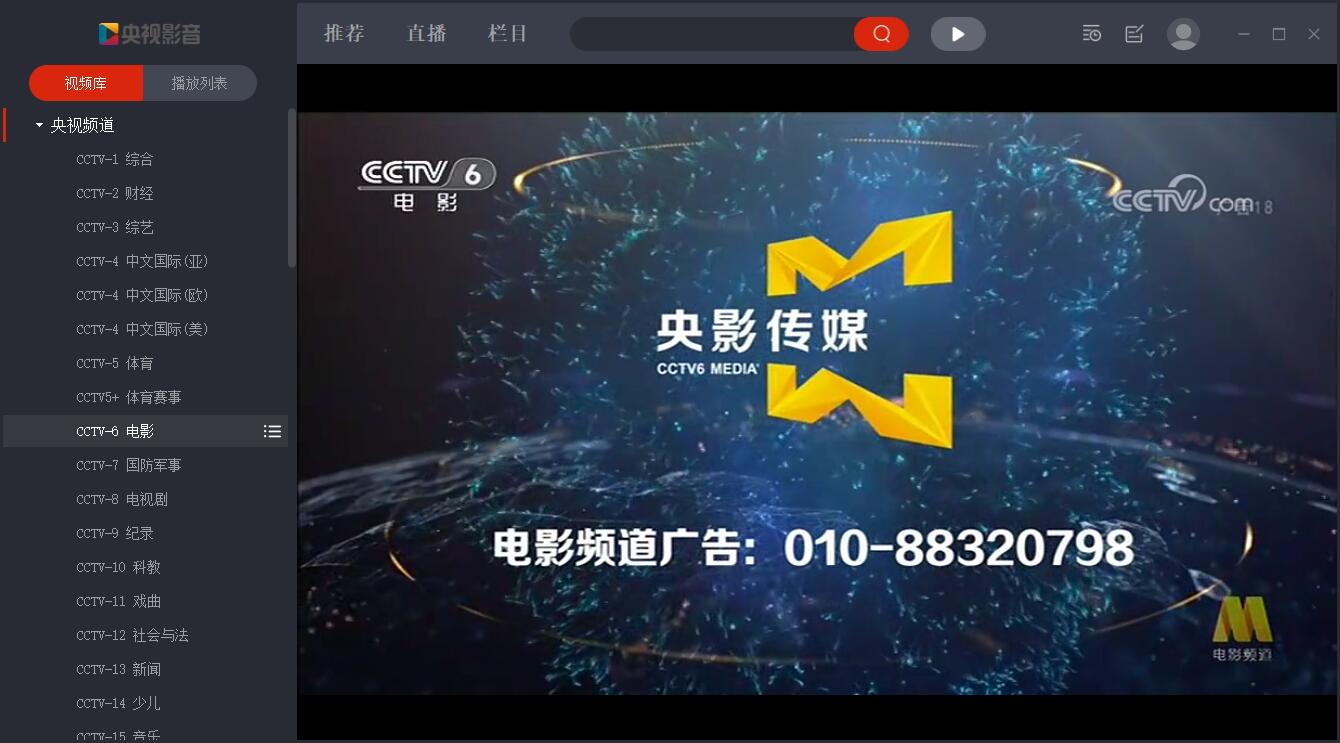 央视影音
推荐 直播 栏目
视频库 播放列表
央视频道
CCTV-1 综合
CCTV-2 财经
CCTV-3 综艺
CCTV-4 中文国际(亚)
CCTV-4 中文国际(欧)
CCTV-4 中文国际(美)
CCTV-5 体育
CCTV5+ 体育赛事
CCTV-6 电影
CCTV-7 国防军事
CCTV-8 电视剧
CCTV-9 纪录
CCTV-10 科教
CCTV-11 戏曲
CCTV-12 社会与法
CCTV-13 新闻
CCTV-14 少儿
CCTV-15 音乐
CCTV 6
电 影
CCTV.com
央影传媒
CCTV6 MEDIA
电影频道广告：010-88320798
电影频道